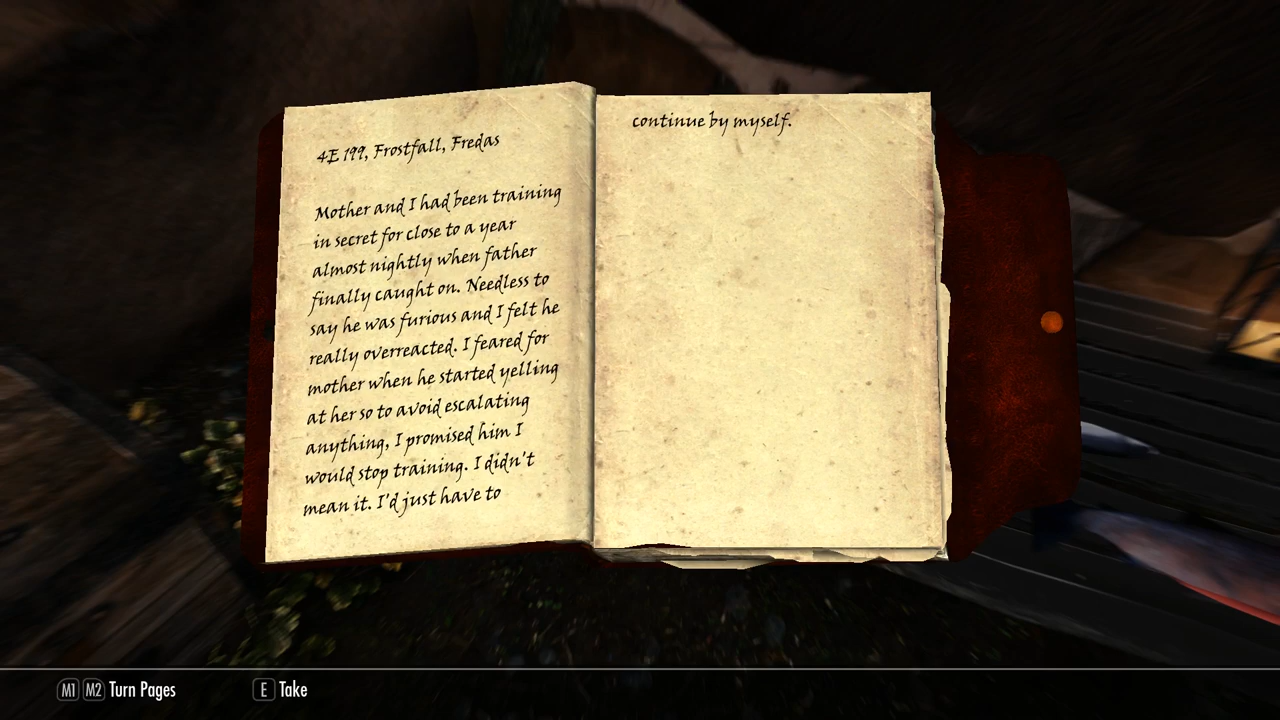 4E 199, Frostfall, Fredas
Mother and I had been training
in secret for close to a year
almost nightly when father
finally caught on. Needless to
say he was furious and I felt he
really overreacted. I feared for
mother when he started yelling
at her so to avoid escalating
anything, I promised him I
would stop training. I didn't
mean it. I'd just have to
continue by myself.
M1 M2 Turn Pages
E Take